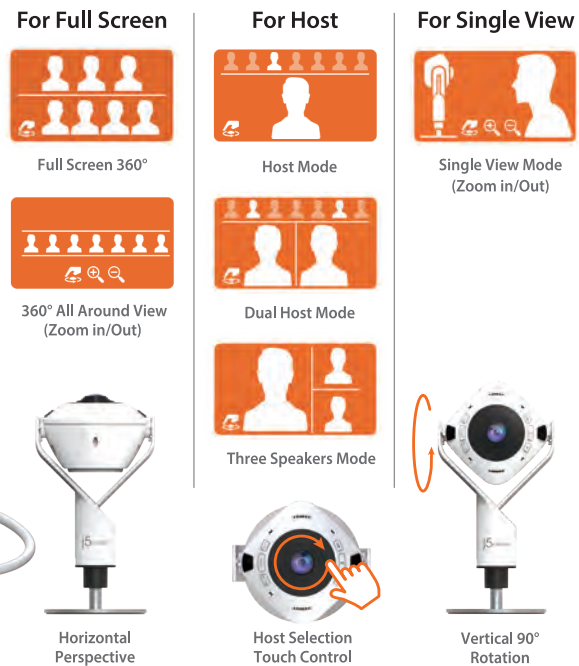 For Full Screen
For Host
For Single View
Full Screen 360°
Host Mode
Single View Mode
(Zoom in/Out)
360° All Around View
(Zoom in/Out)
Dual Host Mode
Three Speakers Mode
j5
j5
Horizontal
Perspective
Host Selection
Touch Control
Vertical 90°
Rotation